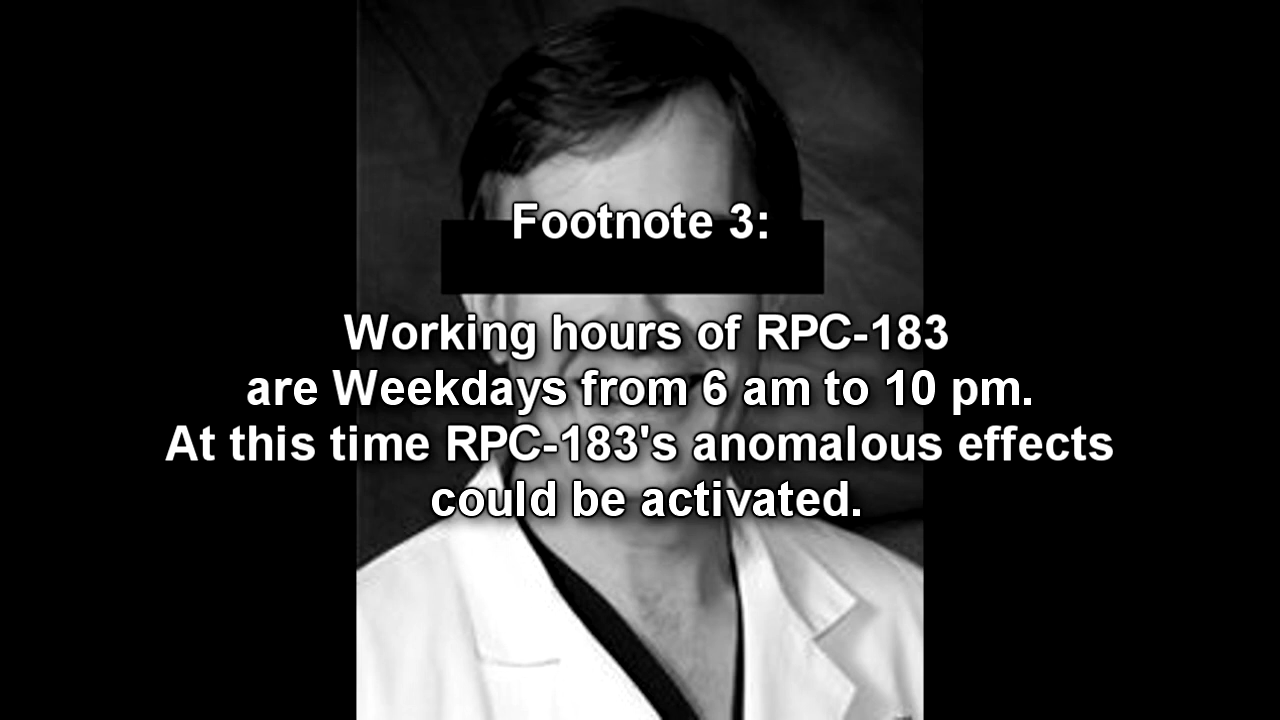 Footnote 3:
Working hours of RPC-183
are Weekdays from 6 am to 10 pm.
At this time RPC-183's anomalous effects
could be activated.